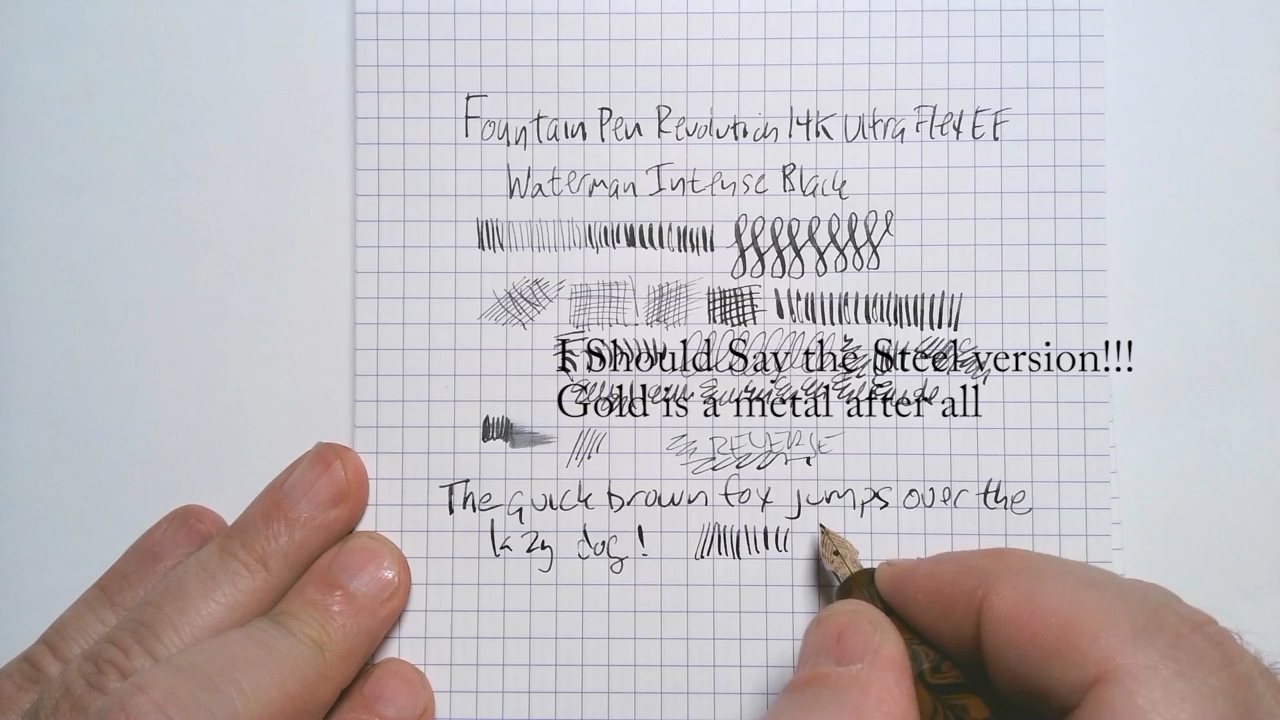 Fountain Pen Revolution 14K Ultra Flex EF
Waterman Intense Black
I Should Say the Steel version!!!
Gold is a metal after all
REVERSE
The quick brown fox jumps over the
lazy dog!